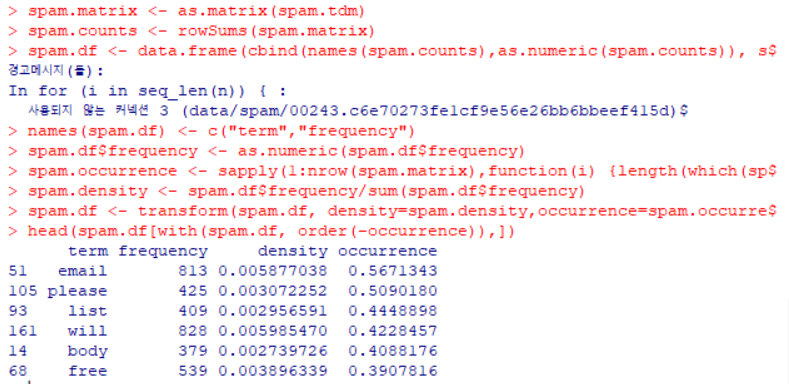 > spam.matrix <- as.matrix(spam.tdm)
> spam.counts <- rowSums(spam.matrix)
> spam.df <- data.frame(cbind(names(spam.counts),as.numeric(spam.counts)), s$
경고메시지(들):
In for (i in seq_len(n)) { :
  사용되지 않는 커넥션 3 (data/spam/00243.c6e70273fe1cf9e56e26bb6bbeef415d)$
> names(spam.df) <- c("term","frequency")
> spam.df$frequency <- as.numeric(spam.df$frequency)
> spam.occurrence <- sapply(1:nrow(spam.matrix),function(i) {length(which(sp$
> spam.density <- spam.df$frequency/sum(spam.df$frequency)
> spam.df <- transform(spam.df, density=spam.density,occurrence=spam.occurre$
> head(spam.df[with(spam.df, order(-occurrence)),])
      term frequency     density occurrence
51   email       813 0.005877038  0.5671343
105 please       425 0.003072252  0.5090180
93    list       409 0.002956591  0.4448898
161   will       828 0.005985470  0.4228457
14    body       379 0.002739726  0.4088176
68    free       539 0.003896339  0.3907816